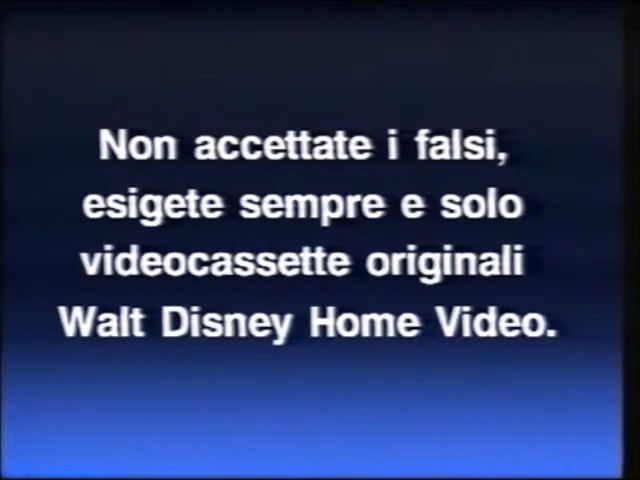 Non accettate i falsi,
esigete sempre e solo
videocassette originali
Walt Disney Home Video.